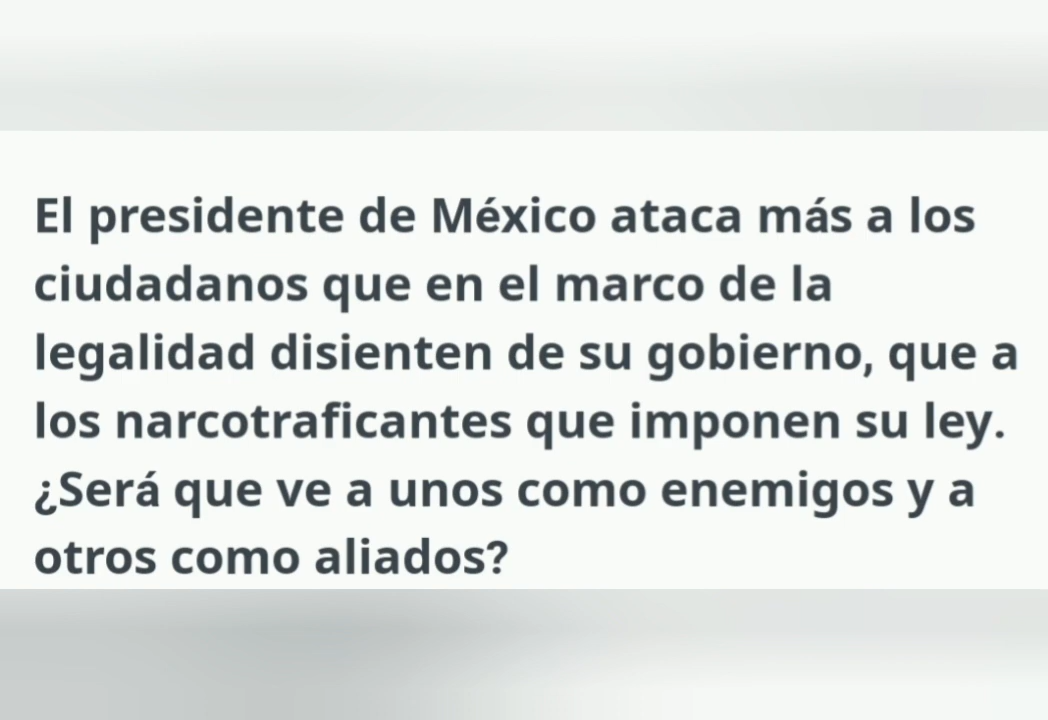 El presidente de México ataca más a los
ciudadanos que en el marco de la
legalidad disienten de su gobierno, que a
los narcotraficantes que imponen su ley.
¿Será que ve a unos como enemigos y a
otros como aliados?